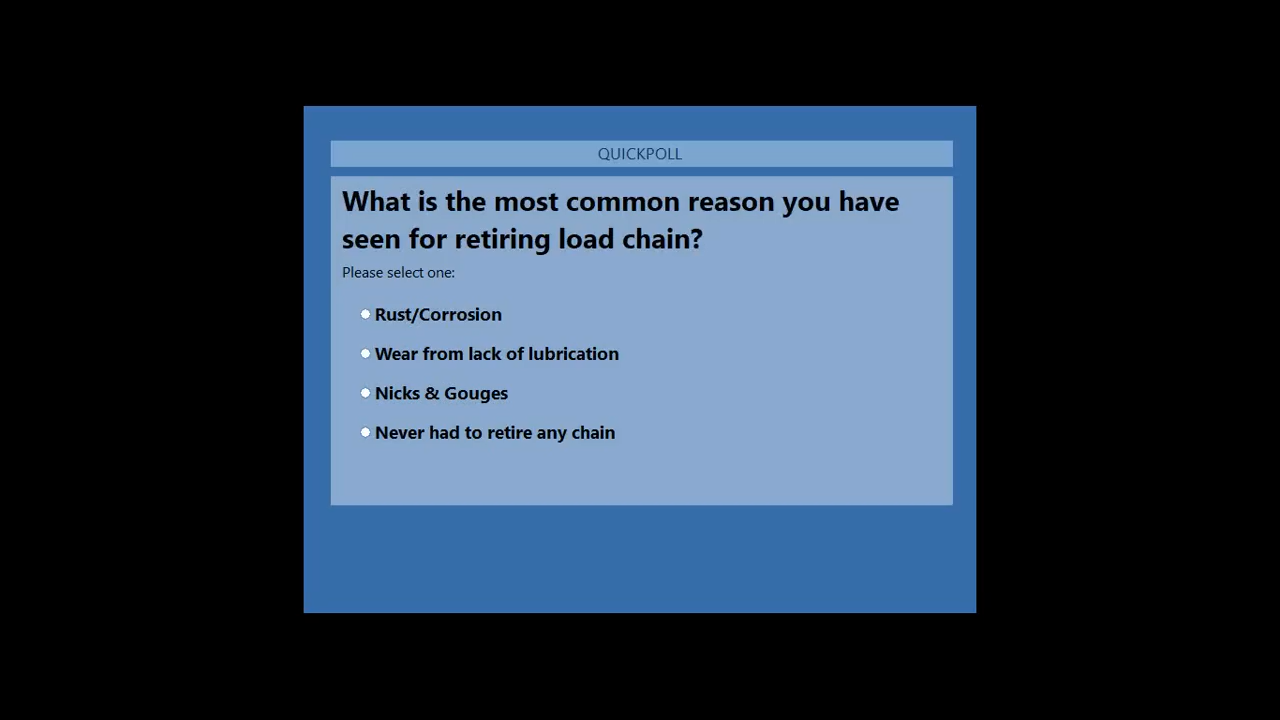 QUICKPOLL
What is the most common reason you have
seen for retiring load chain?
Please select one:
Rust/Corrosion
Wear from lack of lubrication
Nicks & Gouges
Never had to retire any chain